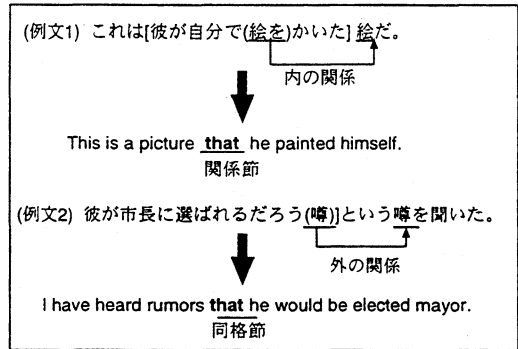 (例文1) これは[彼が自分で(絵を)かいた] 絵だ。
内の関係
This is a picture that he painted himself.
関係節
(例文2) 彼が市長に選ばれるだろう(噂)]という噂を聞いた。
外の関係
I have heard rumors that he would be elected mayor.
同格節